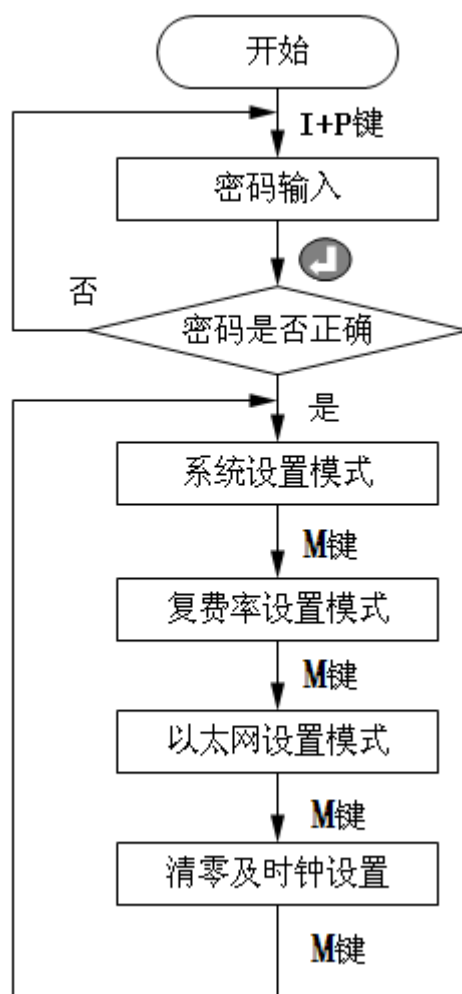 开始
I+P键
密码输入
否
密码是否正确
是
系统设置模式
M键
复费率设置模式
M键
以太网设置模式
M键
清零及时钟设置
M键